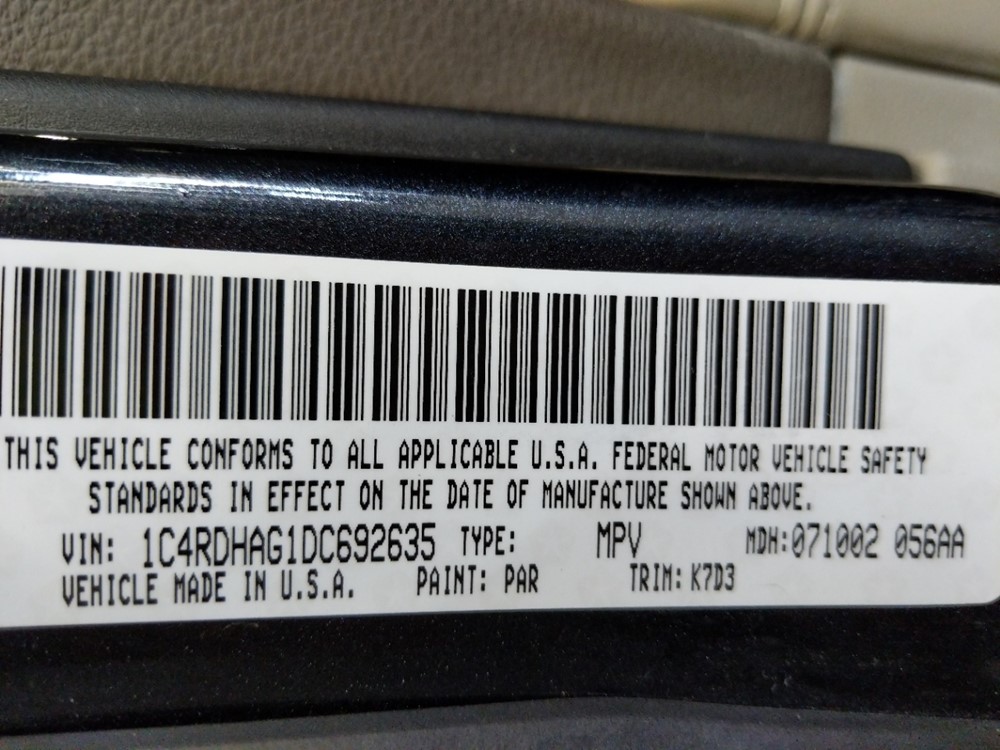 THIS VEHICLE CONFORMS TO ALL APPLICABLE U.S.A. FEDERAL MOTOR VEHICLE SAFETY
STANDARDS IN EFFECT ON THE DATE OF MANUFACTURE SHOWN ABOVE.
VIN: 1C4RDHAG1DC692635 TYPE: MPV MDH:071002 056AA
VEHICLE MADE IN U.S.A. PAINT: PAR TRIM: K7D3